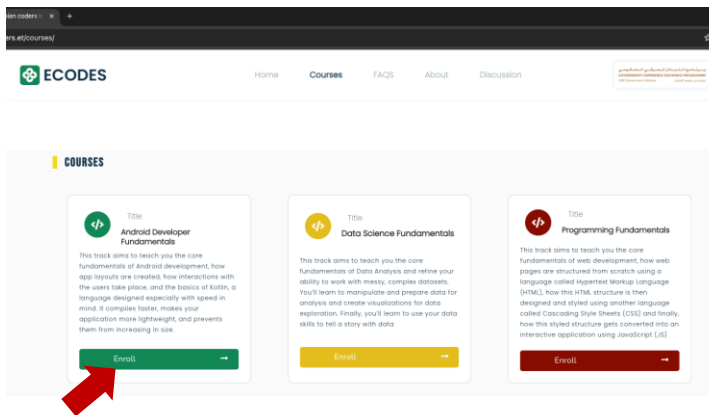 nian coders
ers.et/courses/
ECODES
Home Courses FAQS About Discussion
GOVERNMENT EXPERIENCE EXCHANGE PROGRAMME
COURSES
Title
Android Developer
Fundamentals
This track aims to teach you the core
fundamentals of Android development, how
app layouts are created, how interactions with
the users take place, and the basics of Kotlin, a
language designed especially with speed in
mind. It compiles faster, makes your
application more lightweight, and prevents
them from increasing in size.
Enroll →
Title
Data Science Fundamentals
This track aims to teach you the core
fundamentals of Data Analysis and refine your
ability to work with messy, complex datasets.
You'll learn to manipulate and prepare data for
analysis and create visualizations for data
exploration. Finally, you'll learn to use your data
skills to tell a story with data
Enroll →
Title
Programming Fundamentals
This track aims to teach you the core
fundamentals of web development, how web
pages are structured from scratch using a
language called Hypertext Markup Language
(HTML), how this HTML structure is then
designed and styled using another language
called Cascading Style Sheets (CSS) and finally,
how this styled structure gets converted into an
interactive application using JavaScript (JS)
Enroll →